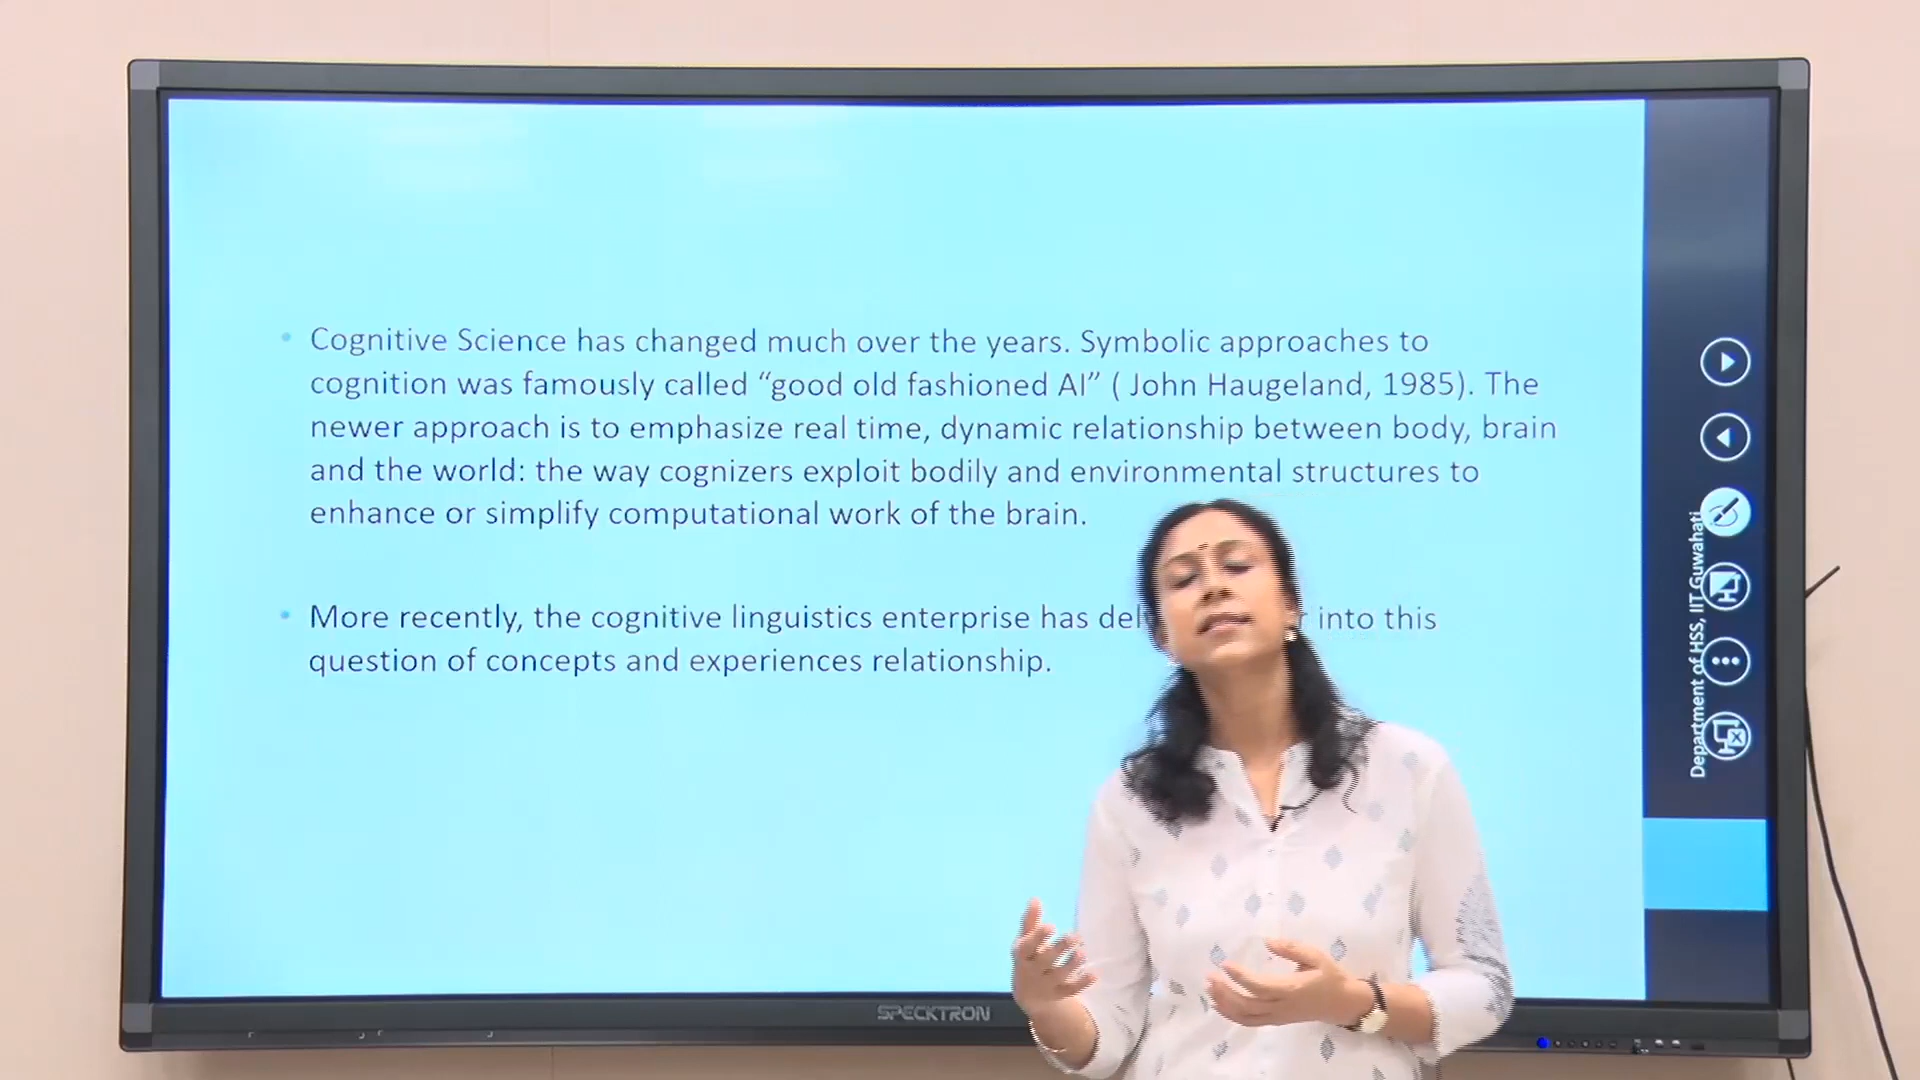 Cognitive Science has changed much over the years. Symbolic approaches to
cognition was famously called “good old fashioned AI” ( John Haugeland, 1985). The
newer approach is to emphasize real time, dynamic relationship between body, brain
and the world: the way cognizers exploit bodily and environmental structures to
enhance or simplify computational work of the brain.
More recently, the cognitive linguistics enterprise has into this
question of concepts and experiences relationship.
Department of HSS, IIT Guwahati
SPECKTRON